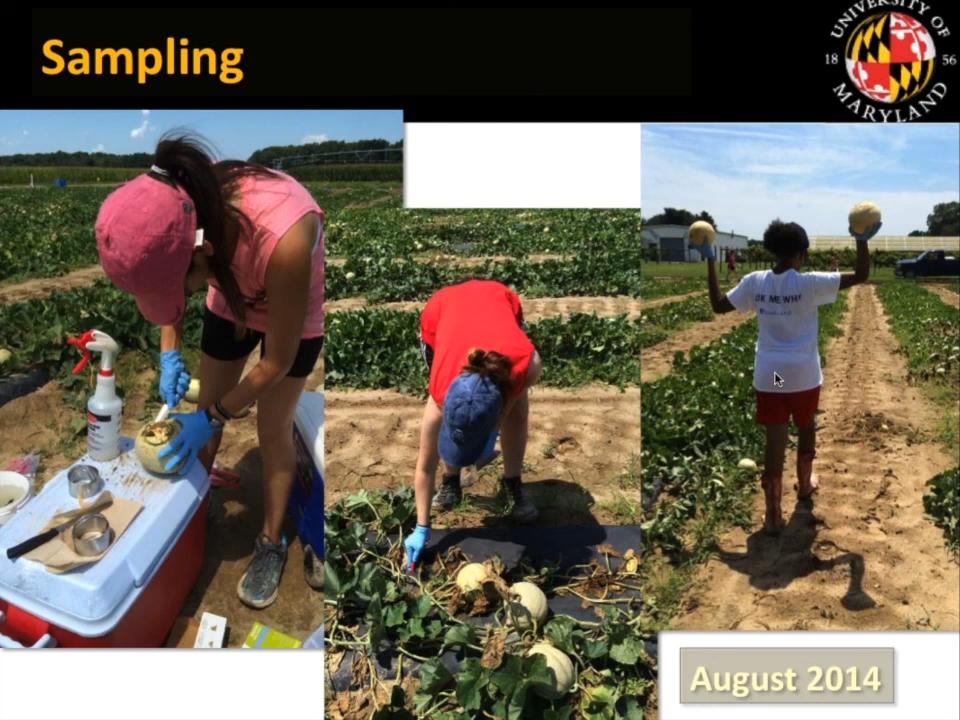 Sampling
UNIVERSITY OF
18 56
MARYLAND
August 2014